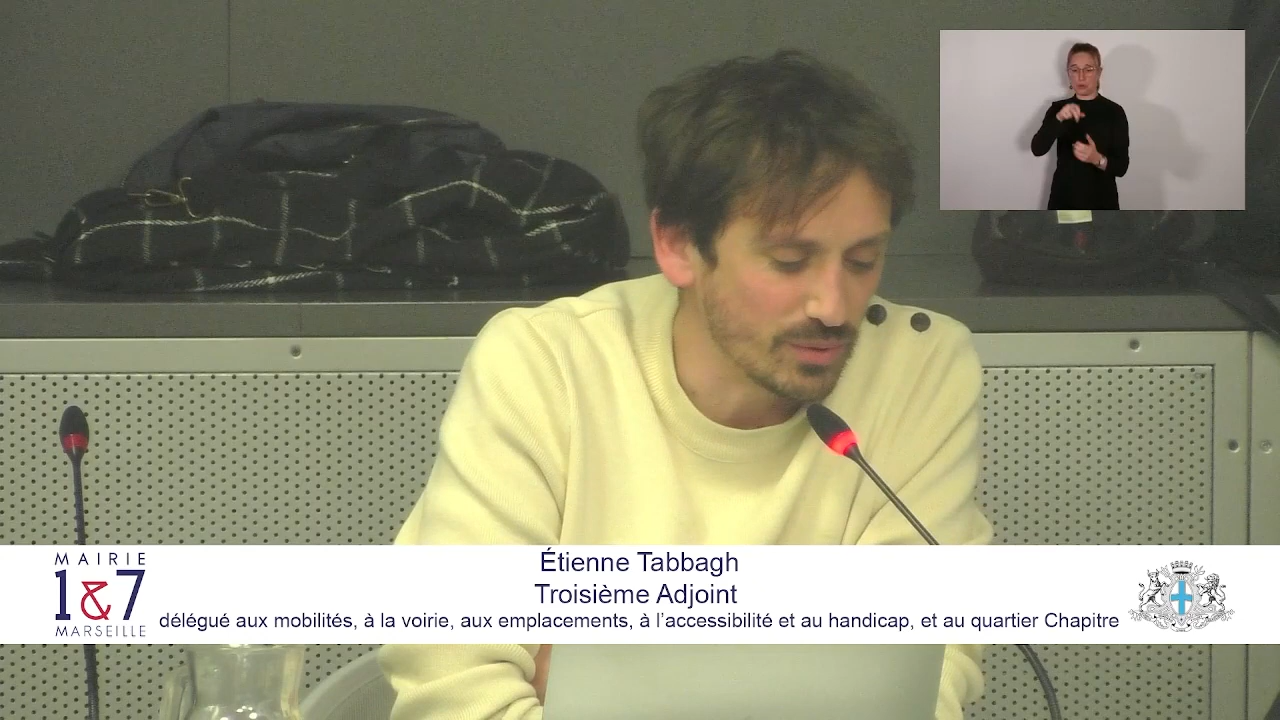 MAIRIE
1&7
MARSEILLE
Étienne Tabbagh
Troisième Adjoint
délégué aux mobilités, à la voirie, aux emplacements, à l’accessibilité et au handicap, et au quartier Chapitre